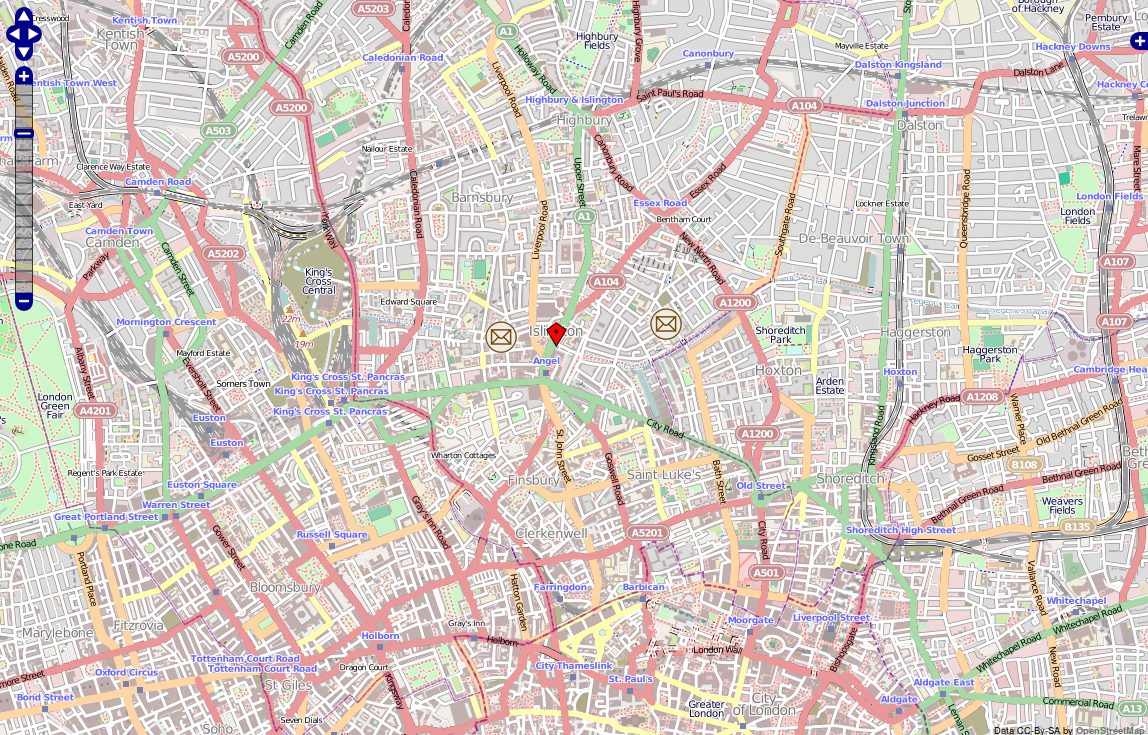 Cresswell
Kentish Town
Kentish
Town
Kentish Town West
Camden Road
A5203
Caledonian Road
A5200
A5200
A503
A1
Holloway Road
Liverpool Road
Highbury
Fields
Highbury Grove
Canonbury
Mayville Estate
Borough
of Hackney
Pembury
Estate
Hackney Downs
Dalston Kingsland
Dalston Lane
Highbury & Islington
Saint Paul's Road
A104
Dalston Junction
Highbury
Dalston
Nailour Estate
Clarence Way Estate
Camden Road
East Yard
Camden Town
Camden
Camden Street
A5202
Parkway
York Way
Caledonian Road
Barnsbury
Liverpool Road
Upper Street
A1
Canonbury Road
Essex Road
Essex Road
Bentham Court
New North Road
Southgate Road
De Beauvoir Town
Lockner Estate
Queensbridge Road
Mare Street
London Fields
London
Fields
A107
King's
Cross
Central
22m
19m
Edward Square
A104
A1200
Mornington Crescent
Mayford Estate
Eversholt Street
Albany Street
Somers Town
King's Cross St. Pancras
King's Cross St. Pancras
King's Cross St. Pancras
Angel
Shoreditch
Park
Hoxton
Arden
Estate
Haggerston
Haggerston
Park
A107
Hoxton
Cambridge Hea
A1208
Hackney Road
Warner Place
Old Bethnal Green Road
Gosset Street
B108
Bethnal Green Road
Bethnal Green Road
London
Green
Fair
A4201
Euston
Euston
Regent's Park Estate
Euston Square
Warren Street
Great Portland Street
Wharton Cottages
St. John Street
Goswell Road
City Road
A1200
Kingsland Road
Finsbury
Saint Luke's
Bath Street
Old Street
Shoreditch
Weavers
Fields
B135
Shoreditch High Street
Portland Place
Gower Street
Russell Square
Gray's Inn Road
Clerkenwell
A5201
City Road
A501
Bloomsbury
Fitzrovia
Marylebone
Hatton Garden
Farringdon
Barbican
Moorgate
Liverpool Street
Bishopsgate
Vallance Road
Whitechapel
Whitechapel Road
Whitechapel Road
New Road
Gray's Inn
Holborn
Holborn
Tottenham Court Road
Tottenham Court Road
Oxford Circus
Bond Street
Dragon Court
Kingsway
St Giles
Seven Dials
Soho
City Thameslink
St. Paul's
London Way
City
of London
Greater
London
Aldgate East
Aldgate
Commercial Road
A13
Data CC-By-SA by OpenStreetMap